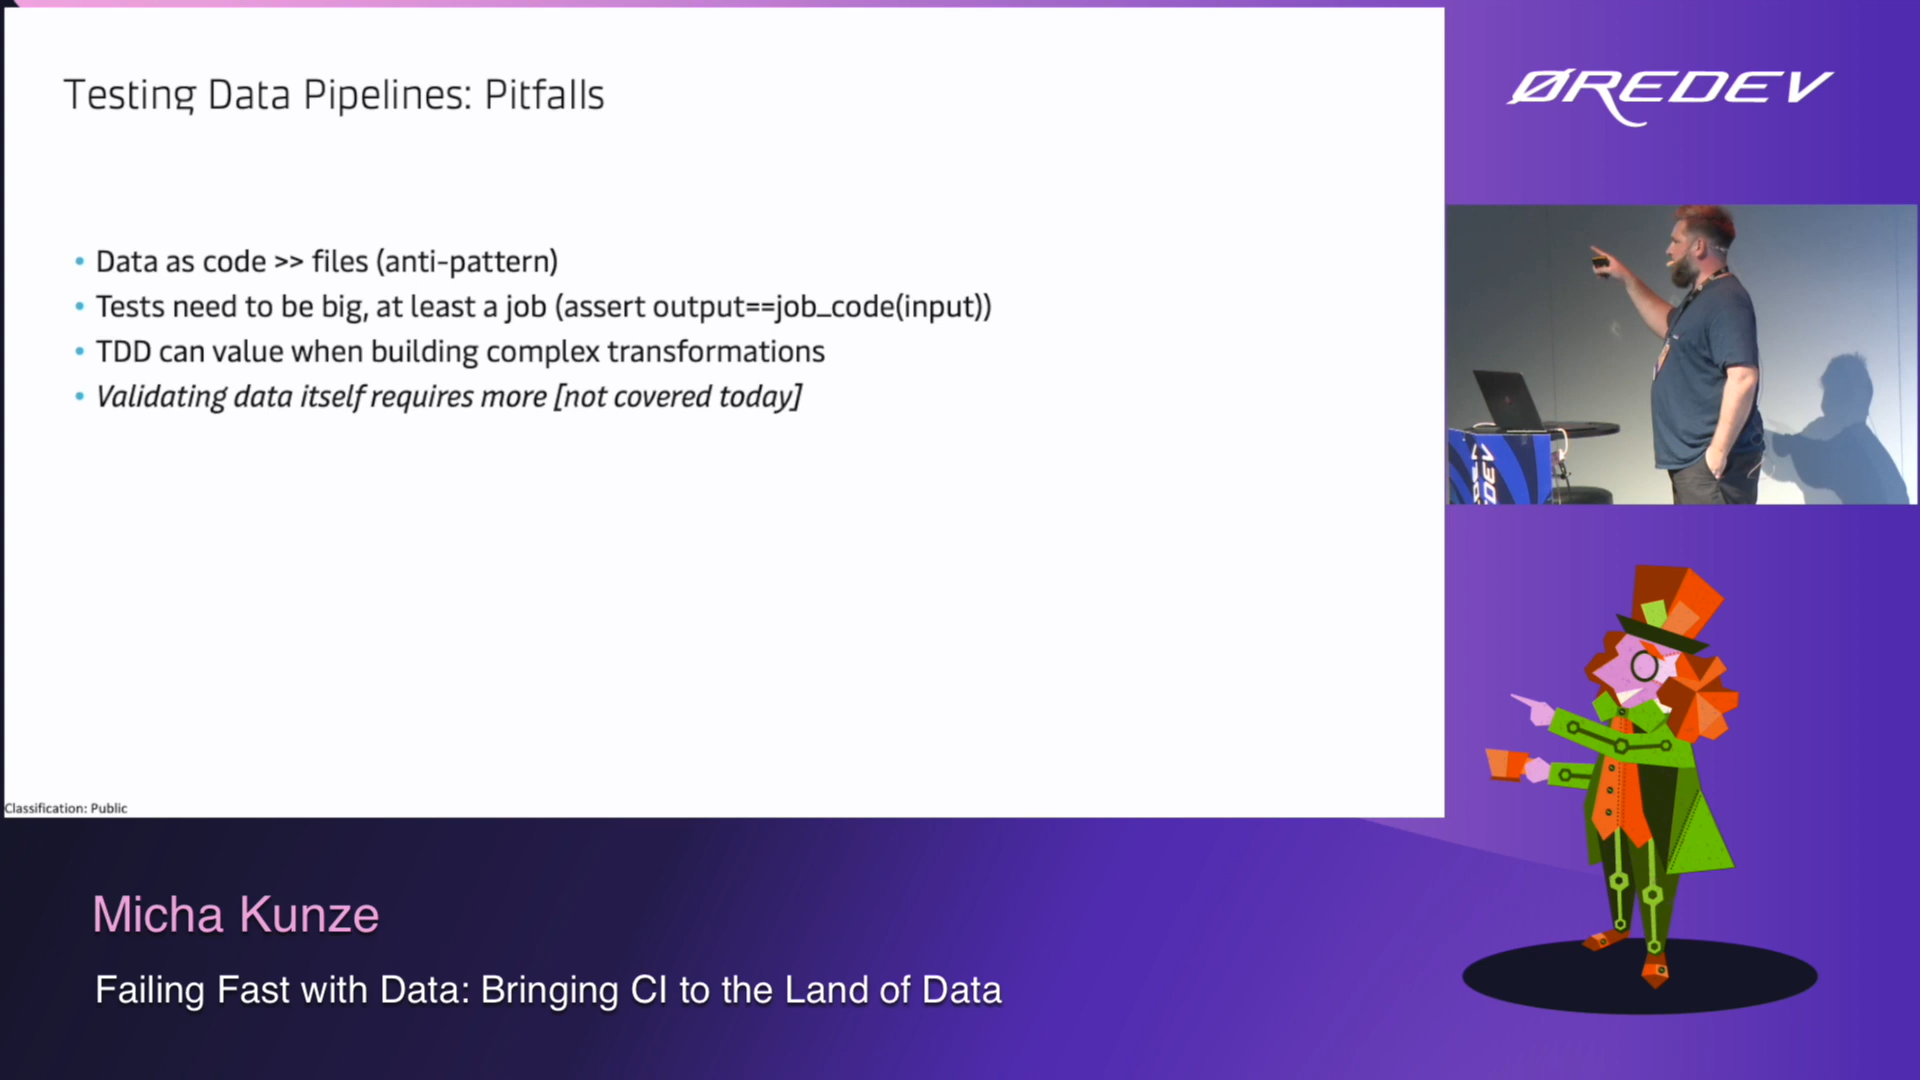 Testing Data Pipelines: Pitfalls
ØREDEV
• Data as code >> files (anti-pattern)
• Tests need to be big, at least a job (assert output==job_code(input))
• TDD can value when building complex transformations
• Validating data itself requires more [not covered today]
Classification: Public
Micha Kunze
Failing Fast with Data: Bringing CI to the Land of Data